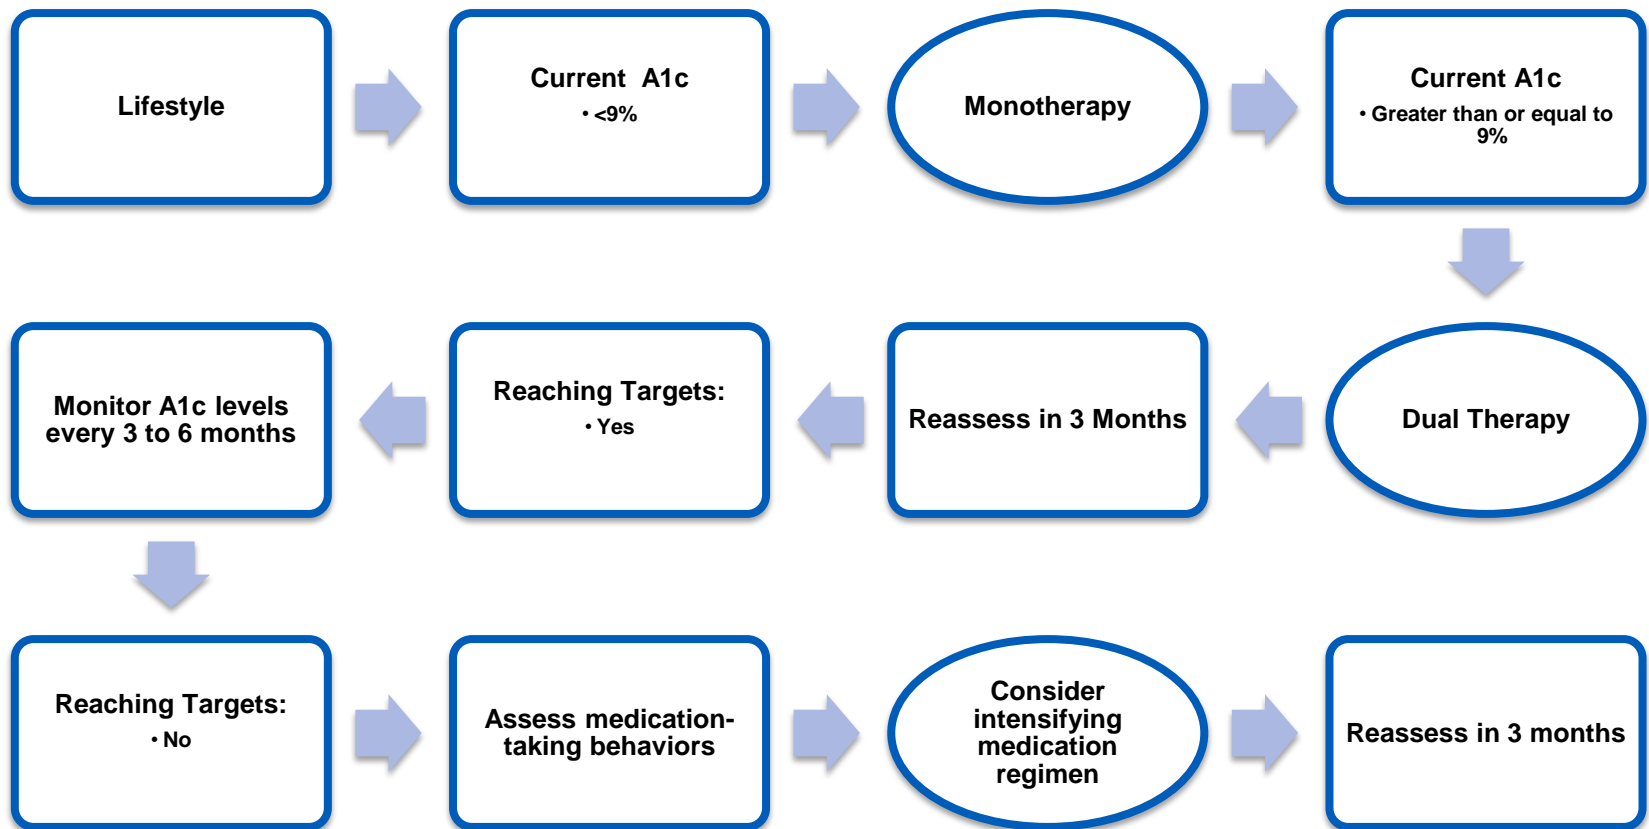 Lifestyle
Current A1c
• <9%
Monotherapy
Current A1c
• Greater than or equal to
9%
Monitor A1c levels
every 3 to 6 months
Reaching Targets:
• Yes
Reassess in 3 Months
Dual Therapy
Reaching Targets:
• No
Assess medication-
taking behaviors
Consider
intensifying
medication
regimen
Reassess in 3 months